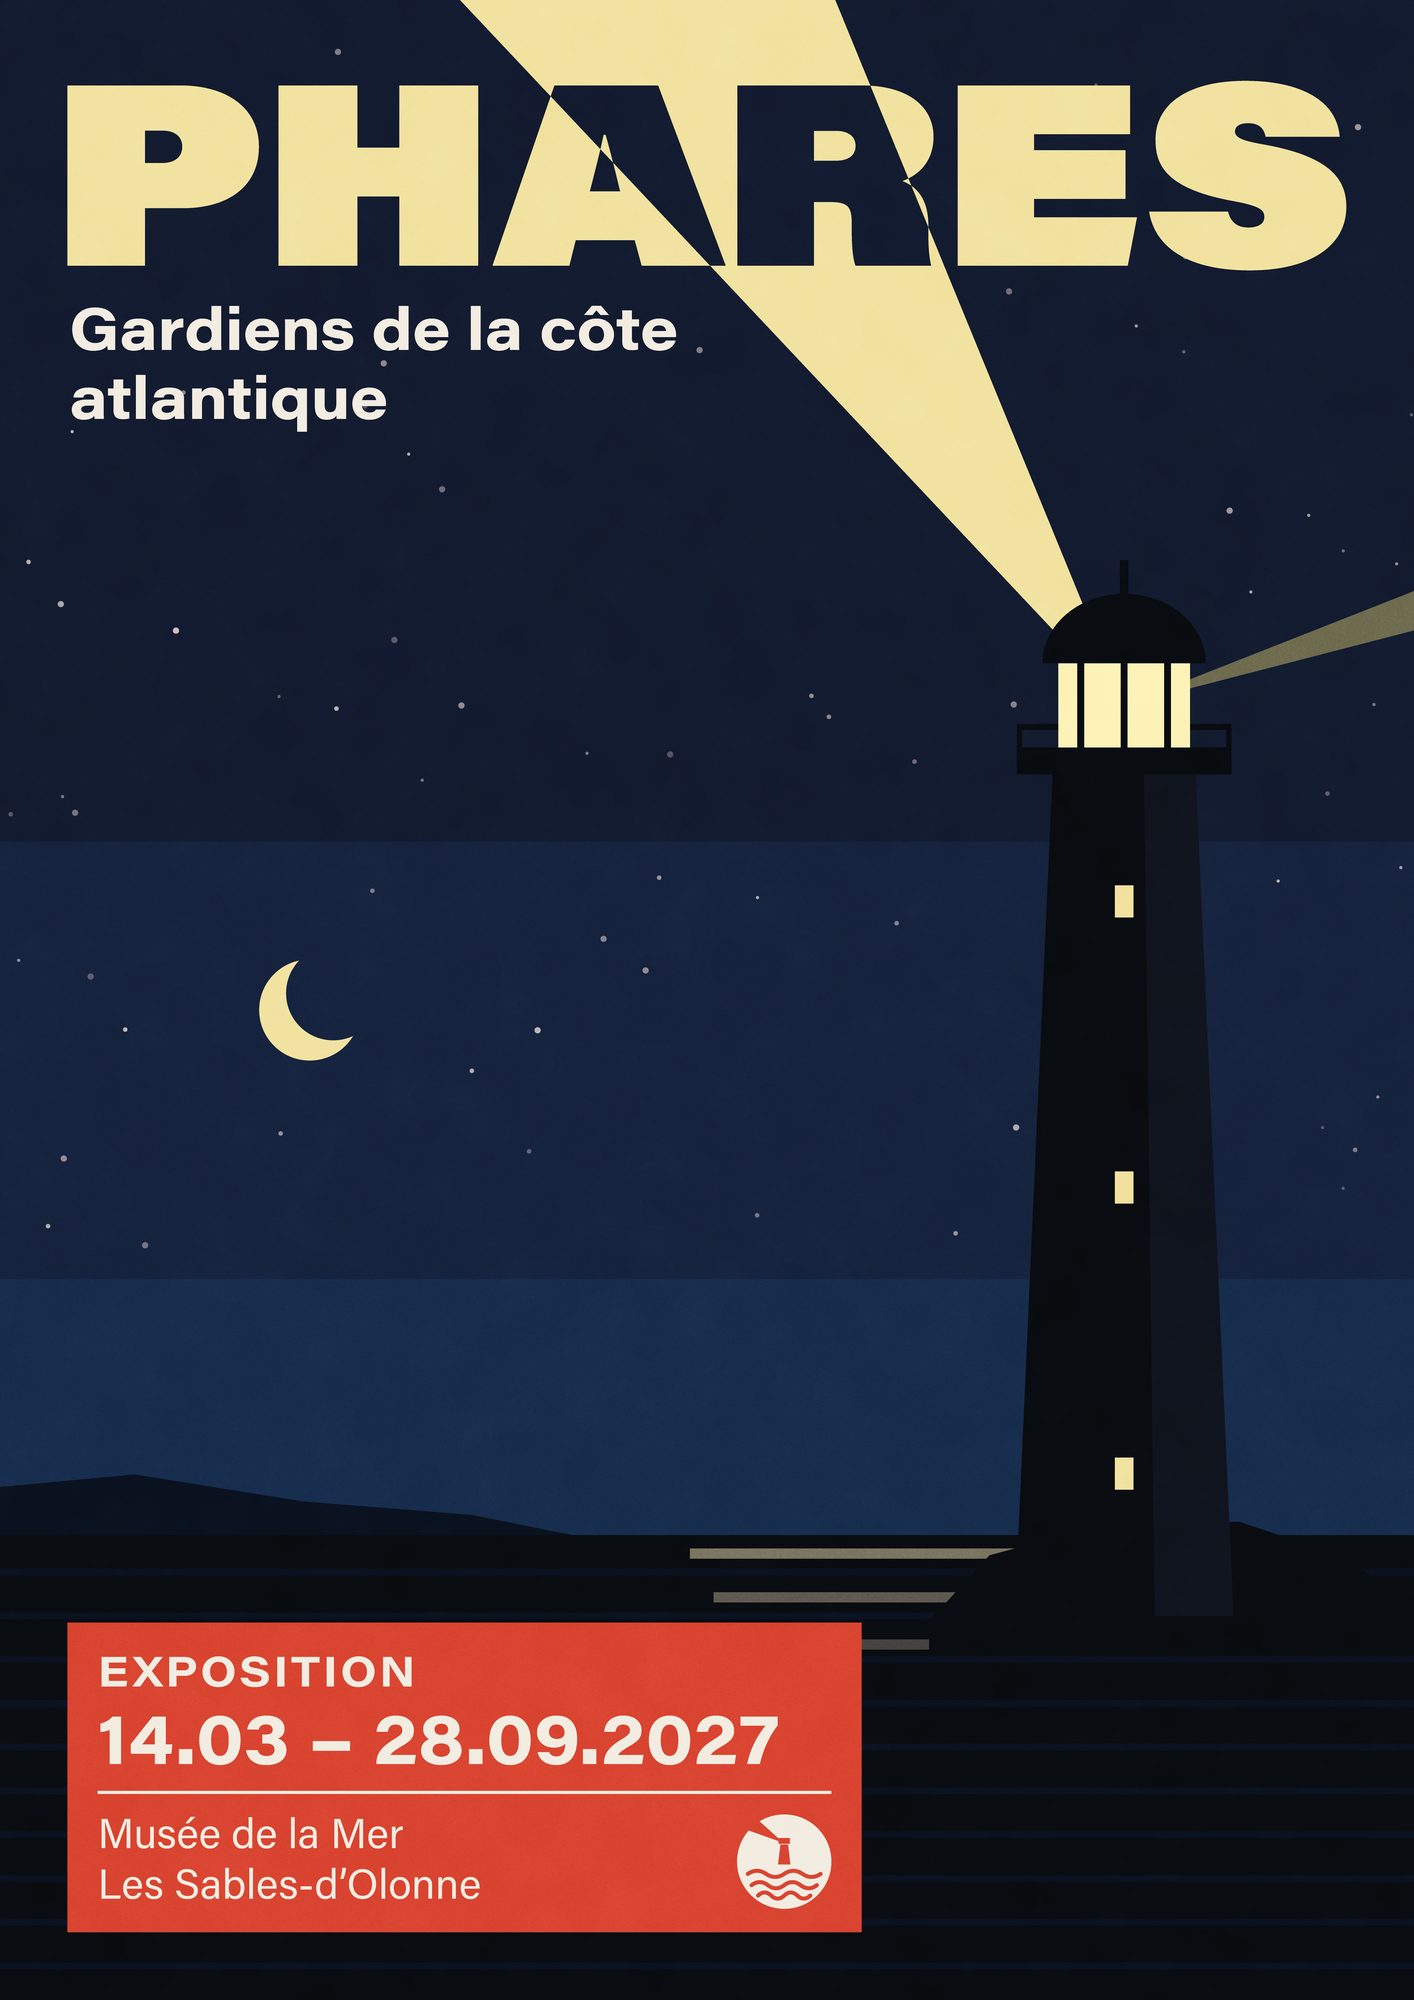 PHARES
Gardiens de la côte
atlantique
EXPOSITION
14.03 – 28.09.2027
Musée de la Mer
Les Sables-d’Olonne